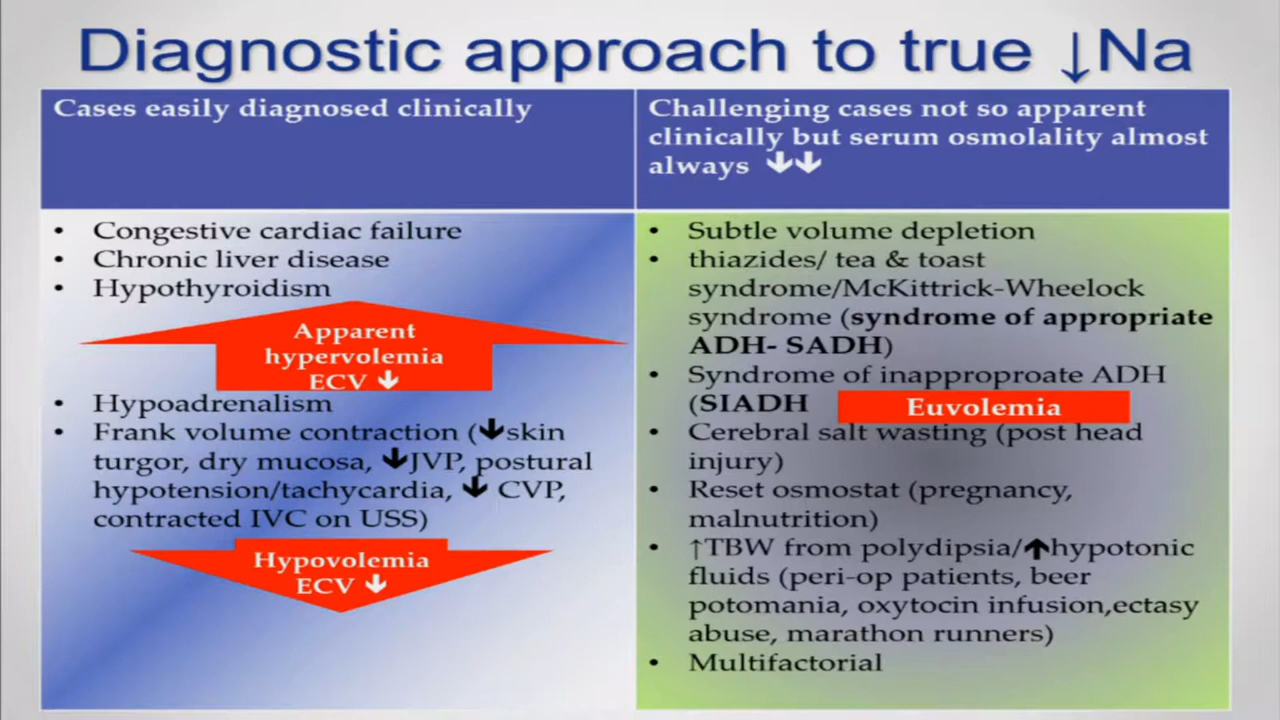 Diagnostic approach to true ↓Na
Cases easily diagnosed clinically
Challenging cases not so apparent
clinically but serum osmolality almost
always ↓↓
• Congestive cardiac failure
• Chronic liver disease
• Hypothyroidism
Apparent
hypervolemia
ECV ↓
• Hypoadrenalism
• Frank volume contraction (↓skin
turgor, dry mucosa, ↓JVP, postural
hypotension/tachycardia, ↓ CVP,
contracted IVC on USS)
Hypovolemia
ECV ↓
• Subtle volume depletion
• thiazides/ tea & toast
syndrome/McKittrick-Wheelock
syndrome (syndrome of appropriate
ADH- SADH)
• Syndrome of inapproproate ADH
(SIADH
Euvolemia
• Cerebral salt wasting (post head
injury)
• Reset osmostat (pregnancy,
malnutrition)
• ↑TBW from polydipsia/↑hypotonic
fluids (peri-op patients, beer
potomania, oxytocin infusion,ectasy
abuse, marathon runners)
• Multifactorial